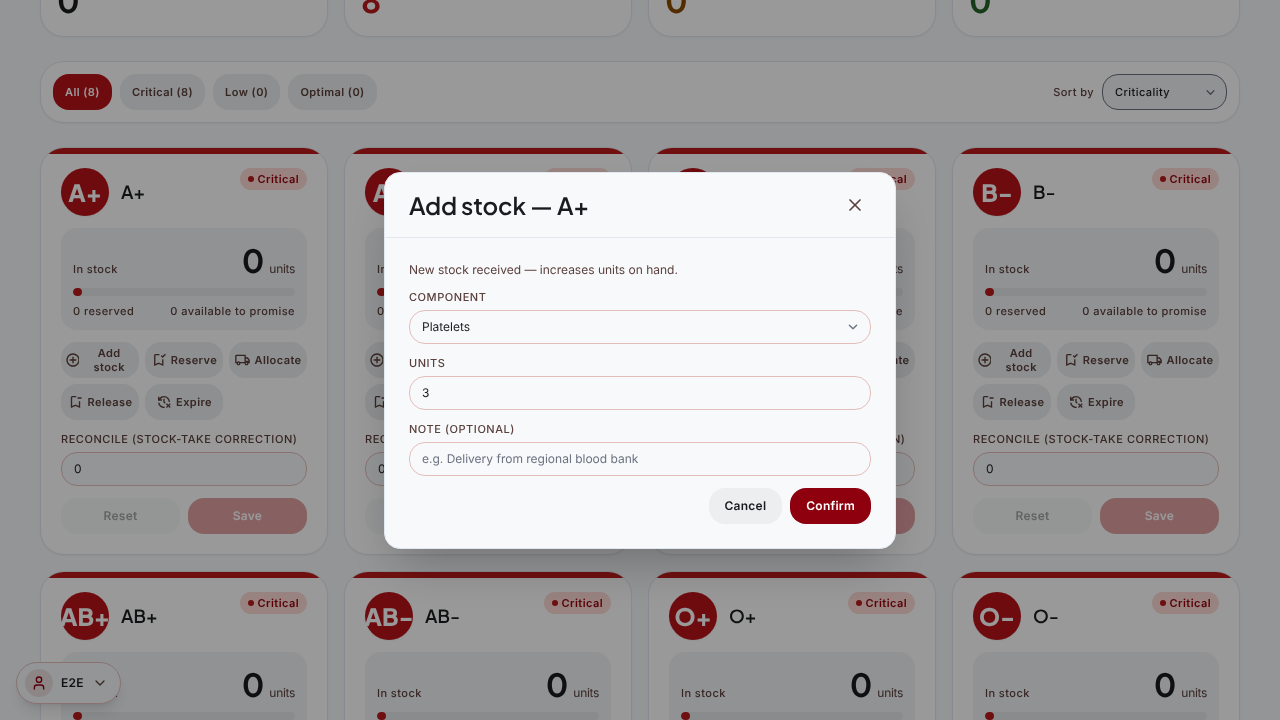 0
8
0
0
All (8)
Critical (8)
Low (0)
Optimal (0)
Sort by
Criticality
A+
A+
Critical
In stock
0 units
0 reserved
0 available to promise
Add stock
Reserve
Allocate
Release
Expire
RECONCILE (STOCK-TAKE CORRECTION)
0
Reset
Save
Add stock — A+
New stock received — increases units on hand.
COMPONENT
Platelets
UNITS
3
NOTE (OPTIONAL)
e.g. Delivery from regional blood bank
Cancel
Confirm
B-
B-
Critical
In stock
0 units
0 reserved
0 available to promise
Add stock
Reserve
Allocate
Release
Expire
RECONCILE (STOCK-TAKE CORRECTION)
0
Reset
Save
AB+
AB+
Critical
0 units
AB-
AB-
Critical
In stock
0 units
O+
O+
Critical
In stock
0 units
O-
O-
Critical
In stock
0 units
E2E